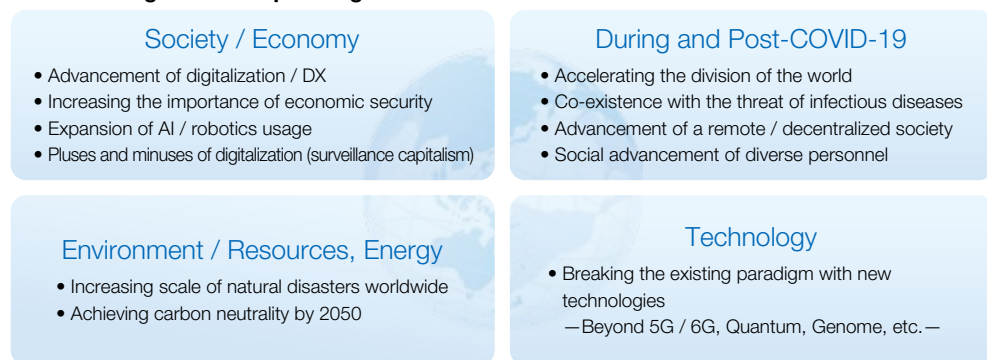 Society / Economy
• Advancement of digitalization / DX
• Increasing the importance of economic security
• Expansion of AI / robotics usage
• Pluses and minuses of digitalization (surveillance capitalism)
During and Post-COVID-19
• Accelerating the division of the world
• Co-existence with the threat of infectious diseases
• Advancement of a remote / decentralized society
• Social advancement of diverse personnel
Environment / Resources, Energy
• Increasing scale of natural disasters worldwide
• Achieving carbon neutrality by 2050
Technology
• Breaking the existing paradigm with new
technologies
—Beyond 5G / 6G, Quantum, Genome, etc.—